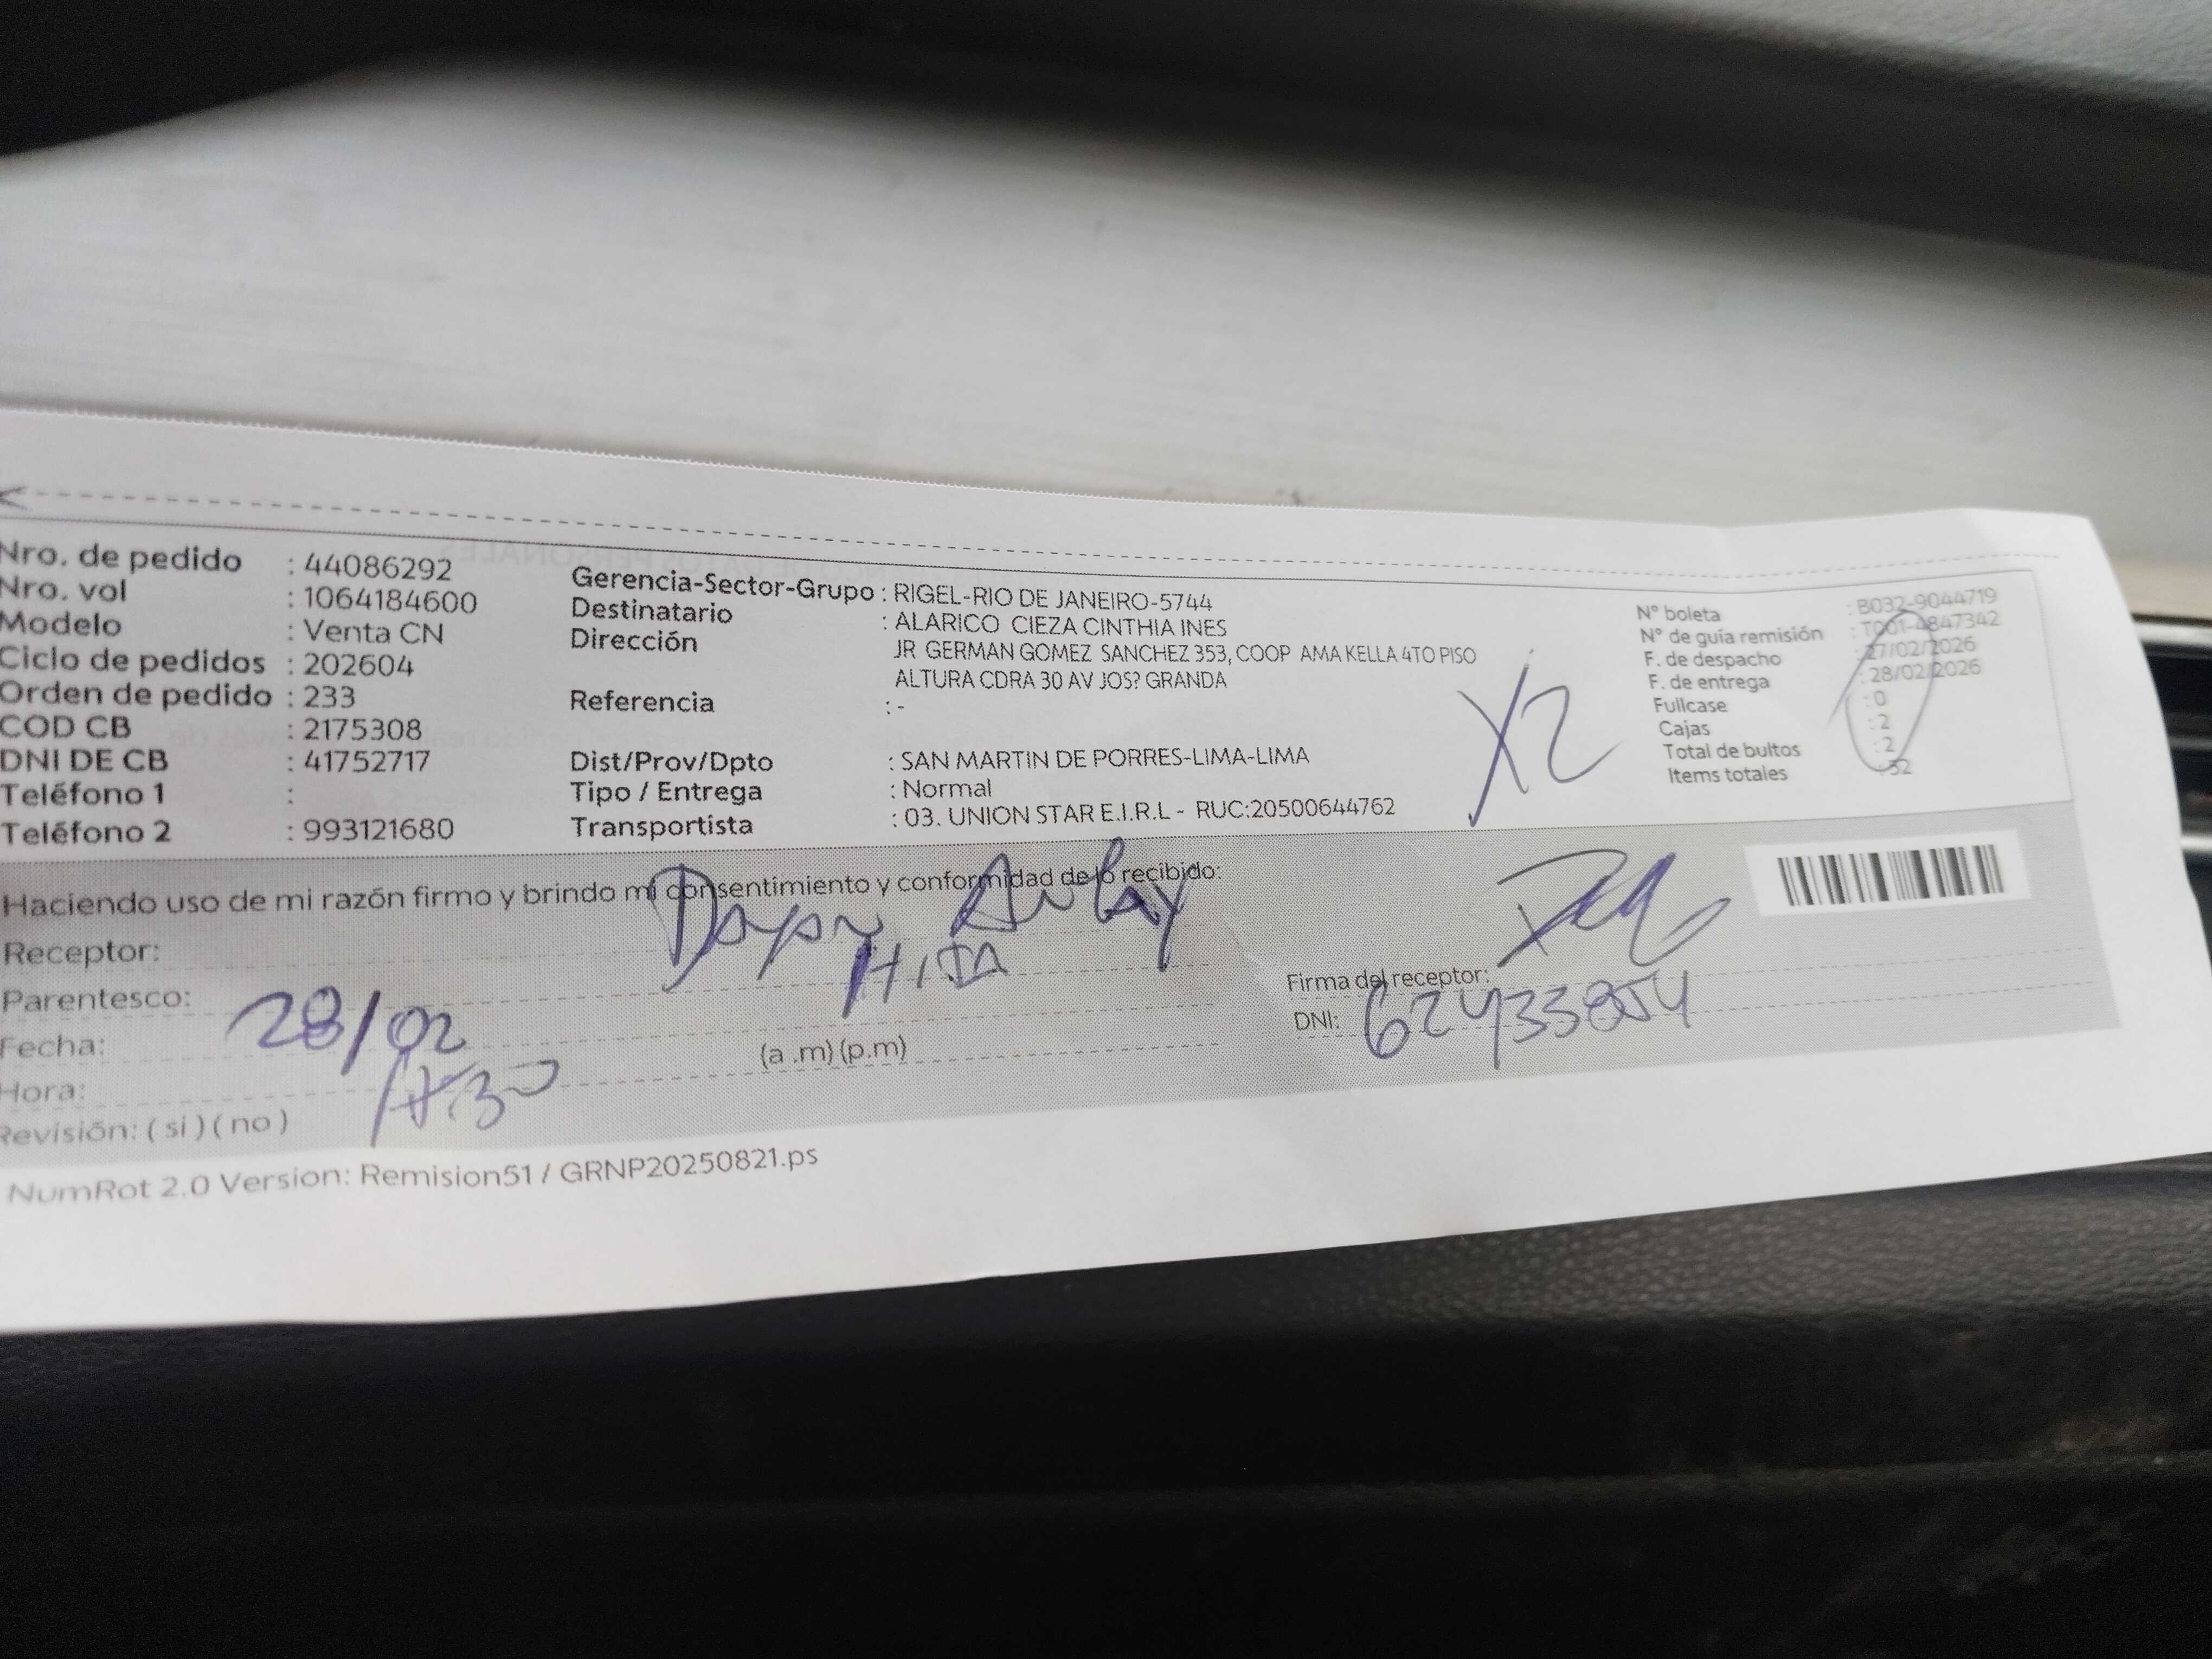 Nro. de pedido : 44086292
Nro. vol : 1064184600
Modelo : Venta CN
Ciclo de pedidos : 202604
Orden de pedido : 233
COD CB : 2175308
DNI DE CB : 41752717
Teléfono 1 :
Teléfono 2 : 993121680
Gerencia-Sector-Grupo : RIGEL-RIO DE JANEIRO-5744
Destinatario : ALARICO CIEZA CINTHIA INES
Dirección JR GERMAN GOMEZ SANCHEZ 353, COOP AMA KELLA 4TO PISO
ALTURA CDRA 30 AV JOS? GRANDA
Referencia : -
Dist/Prov/Dpto : SAN MARTIN DE PORRES-LIMA-LIMA
Tipo / Entrega : Normal
Transportista : 03. UNION STAR E.I.R.L - RUC:20500644762
X2
N° boleta : B032-9044719
N° de guía remisión : T001-4847342
F. de despacho : 27/02/2026
F. de entrega : 28/02/2026
Fullcase : 0
Cajas : 2
Total de bultos : 2
Items totales 32
Haciendo uso de mi razón firmo y brindo mi consentimiento y conformidad de lo recibido:
Receptor:
Parentesco: HIJA
Fecha: 28/02
Hora: (a .m) (p.m)
Revisión: ( si ) ( no )
Firma del receptor:
DNI:
NumRot 2.0 Version: Remision51 / GRNP20250821.ps